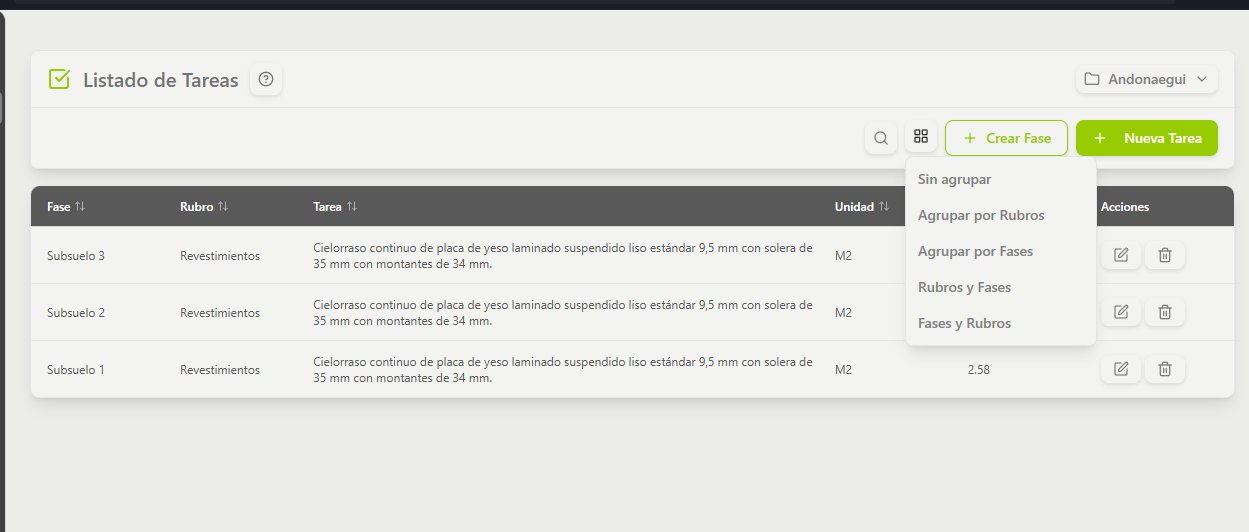 Listado de Tareas
Andonaegui
Crear Fase
Nueva Tarea
Sin agrupar
Agrupar por Rubros
Agrupar por Fases
Rubros y Fases
Fases y Rubros
Fase Rubro Tarea Unidad Acciones
Subsuelo 3 Revestimientos Cielorraso continuo de placa de yeso laminado suspendido liso estándar 9,5 mm con solera de
35 mm con montantes de 34 mm. M2
Subsuelo 2 Revestimientos Cielorraso continuo de placa de yeso laminado suspendido liso estándar 9,5 mm con solera de
35 mm con montantes de 34 mm. M2
Subsuelo 1 Revestimientos Cielorraso continuo de placa de yeso laminado suspendido liso estándar 9,5 mm con solera de
35 mm con montantes de 34 mm. M2 2.58